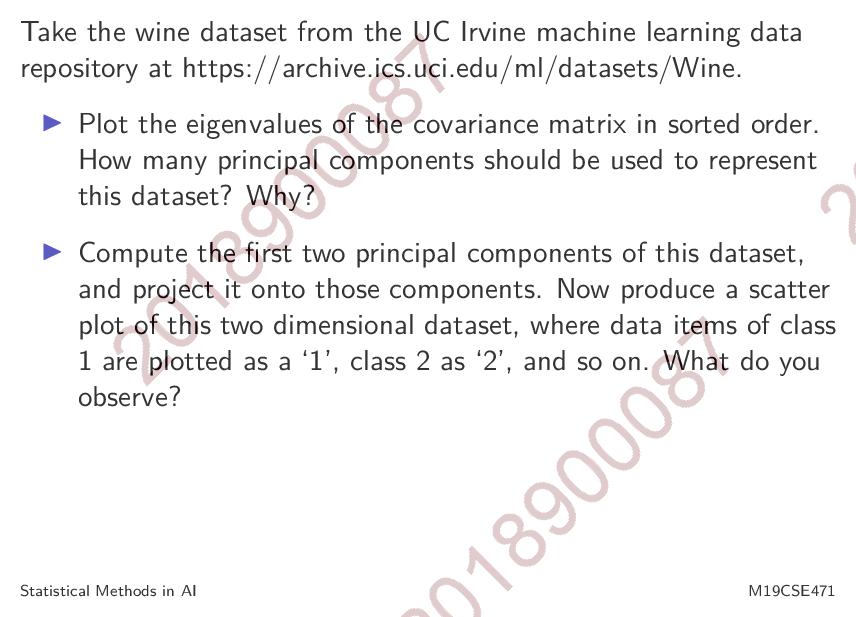 Take the wine dataset from the UC Irvine machine learning data
repository at https://archive.ics.uci.edu/ml/datasets/Wine.
Plot the eigenvalues of the covariance matrix in sorted order.
How many principal components should be used to represent
this dataset? Why?
Compute the first two principal components of this dataset,
and project it onto those components. Now produce a scatter
plot of this two dimensional dataset, where data items of class
1 are plotted as a ‘1’, class 2 as ‘2’, and so on. What do you
observe?
2018900087
2018900087
Statistical Methods in AI
M19CSE471